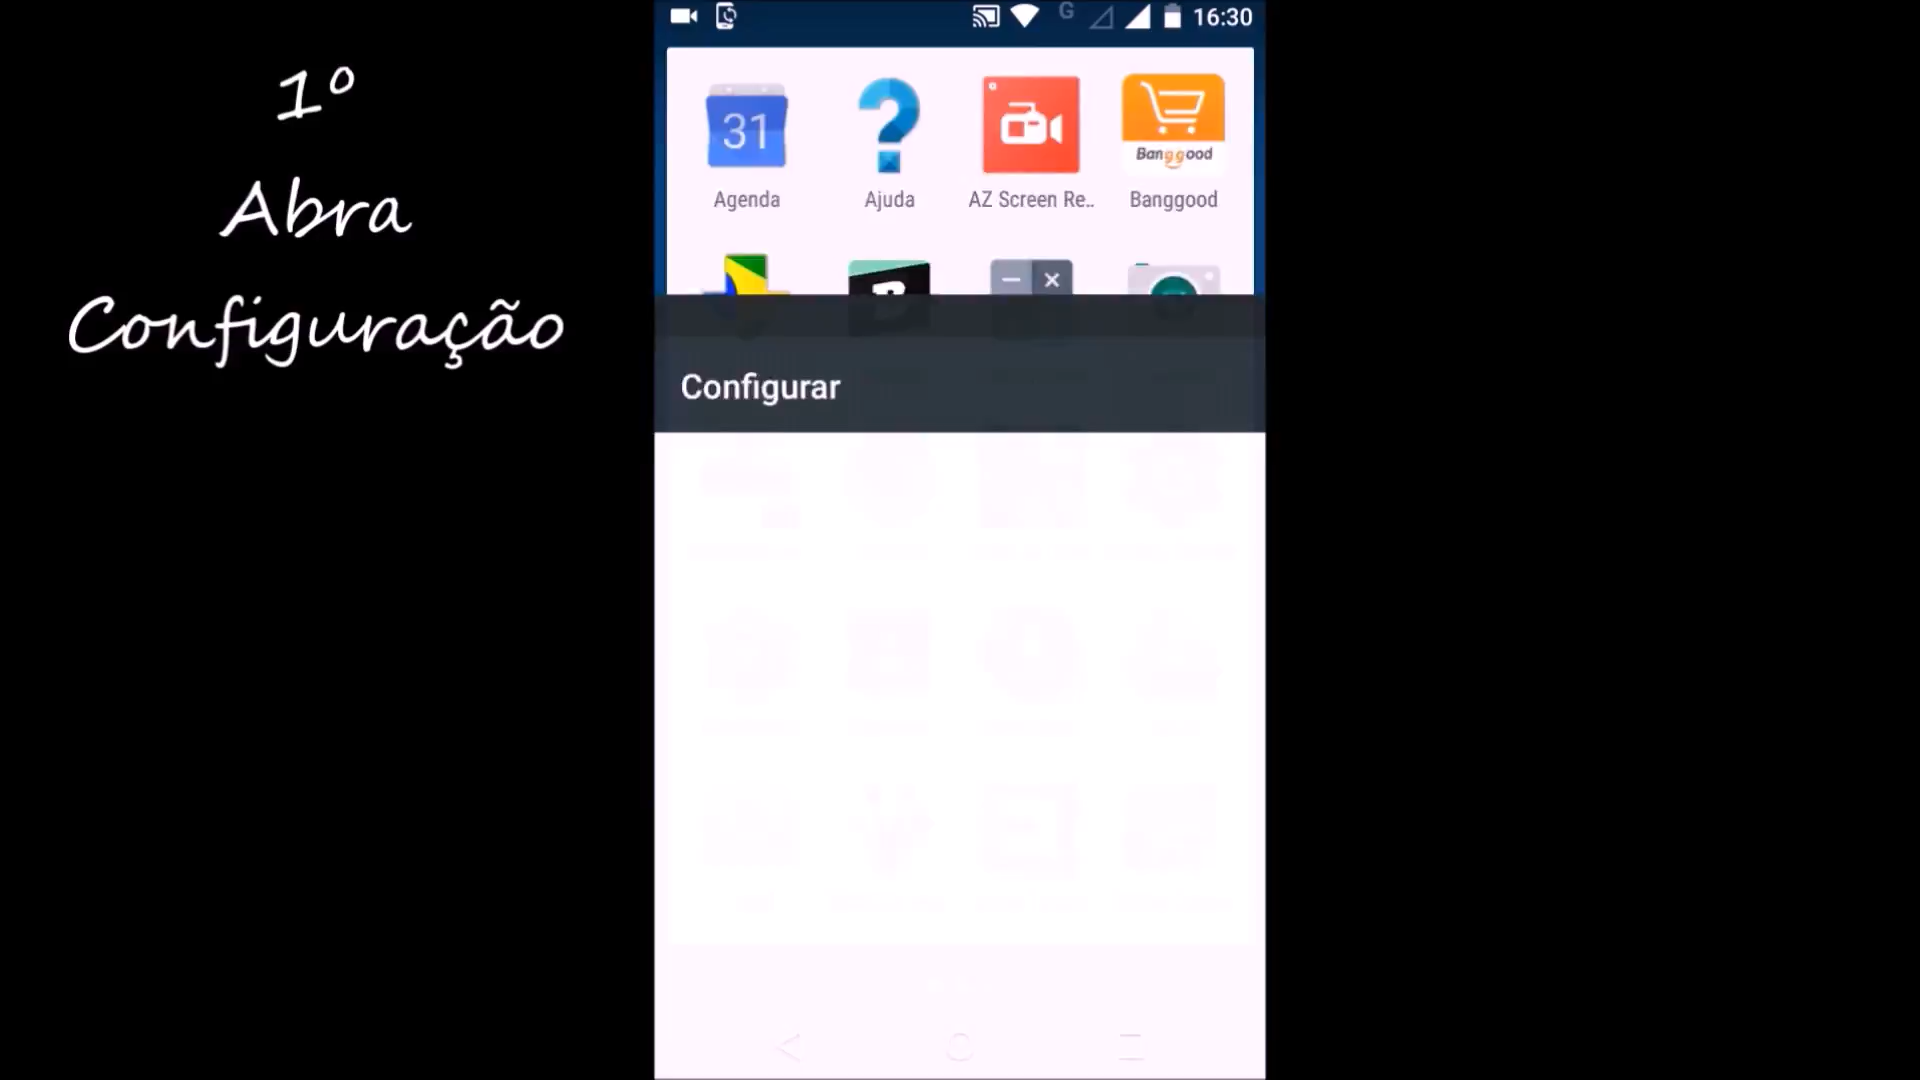 1º
Abra
Configuração
G 16:30
31
Banggood
Agenda Ajuda AZ Screen Re.. Banggood
Configurar